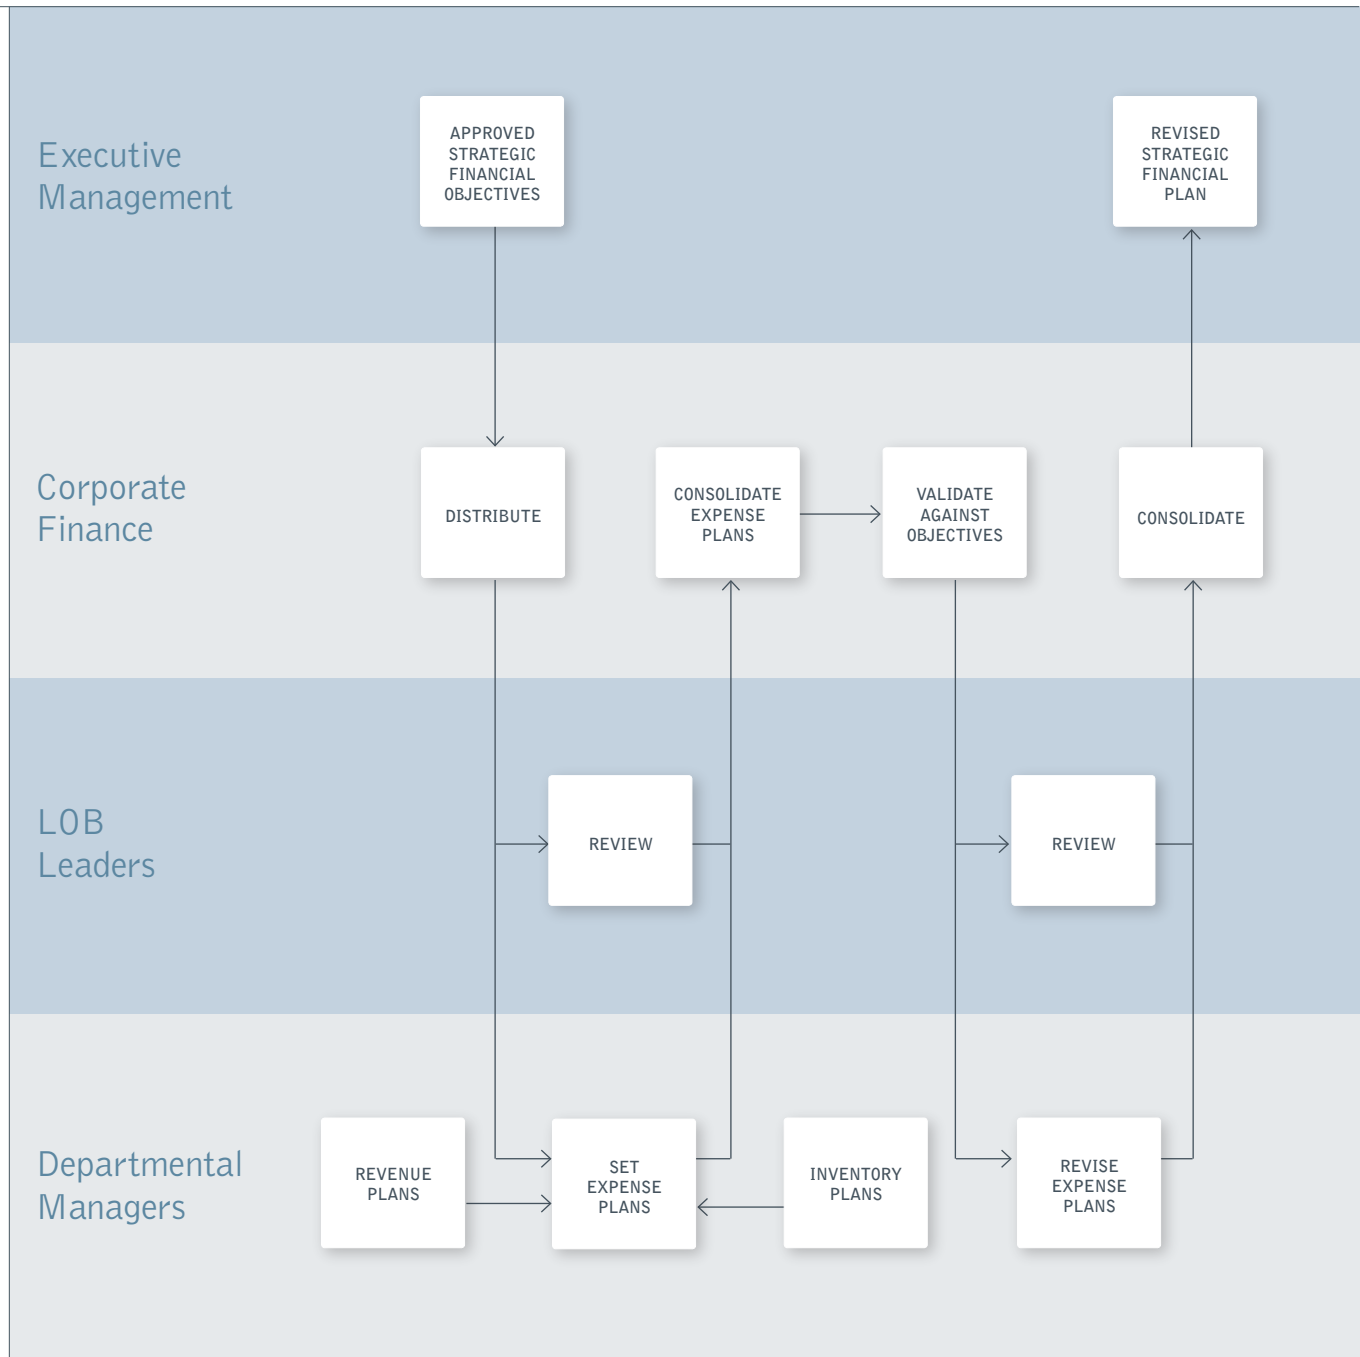 Executive
Management
APPROVED
STRATEGIC
FINANCIAL
OBJECTIVES
REVISED
STRATEGIC
FINANCIAL
PLAN
Corporate
Finance
DISTRIBUTE
CONSOLIDATE
EXPENSE
PLANS
VALIDATE
AGAINST
OBJECTIVES
CONSOLIDATE
LOB
Leaders
REVIEW
REVIEW
Departmental
Managers
REVENUE
PLANS
SET
EXPENSE
PLANS
INVENTORY
PLANS
REVISE
EXPENSE
PLANS